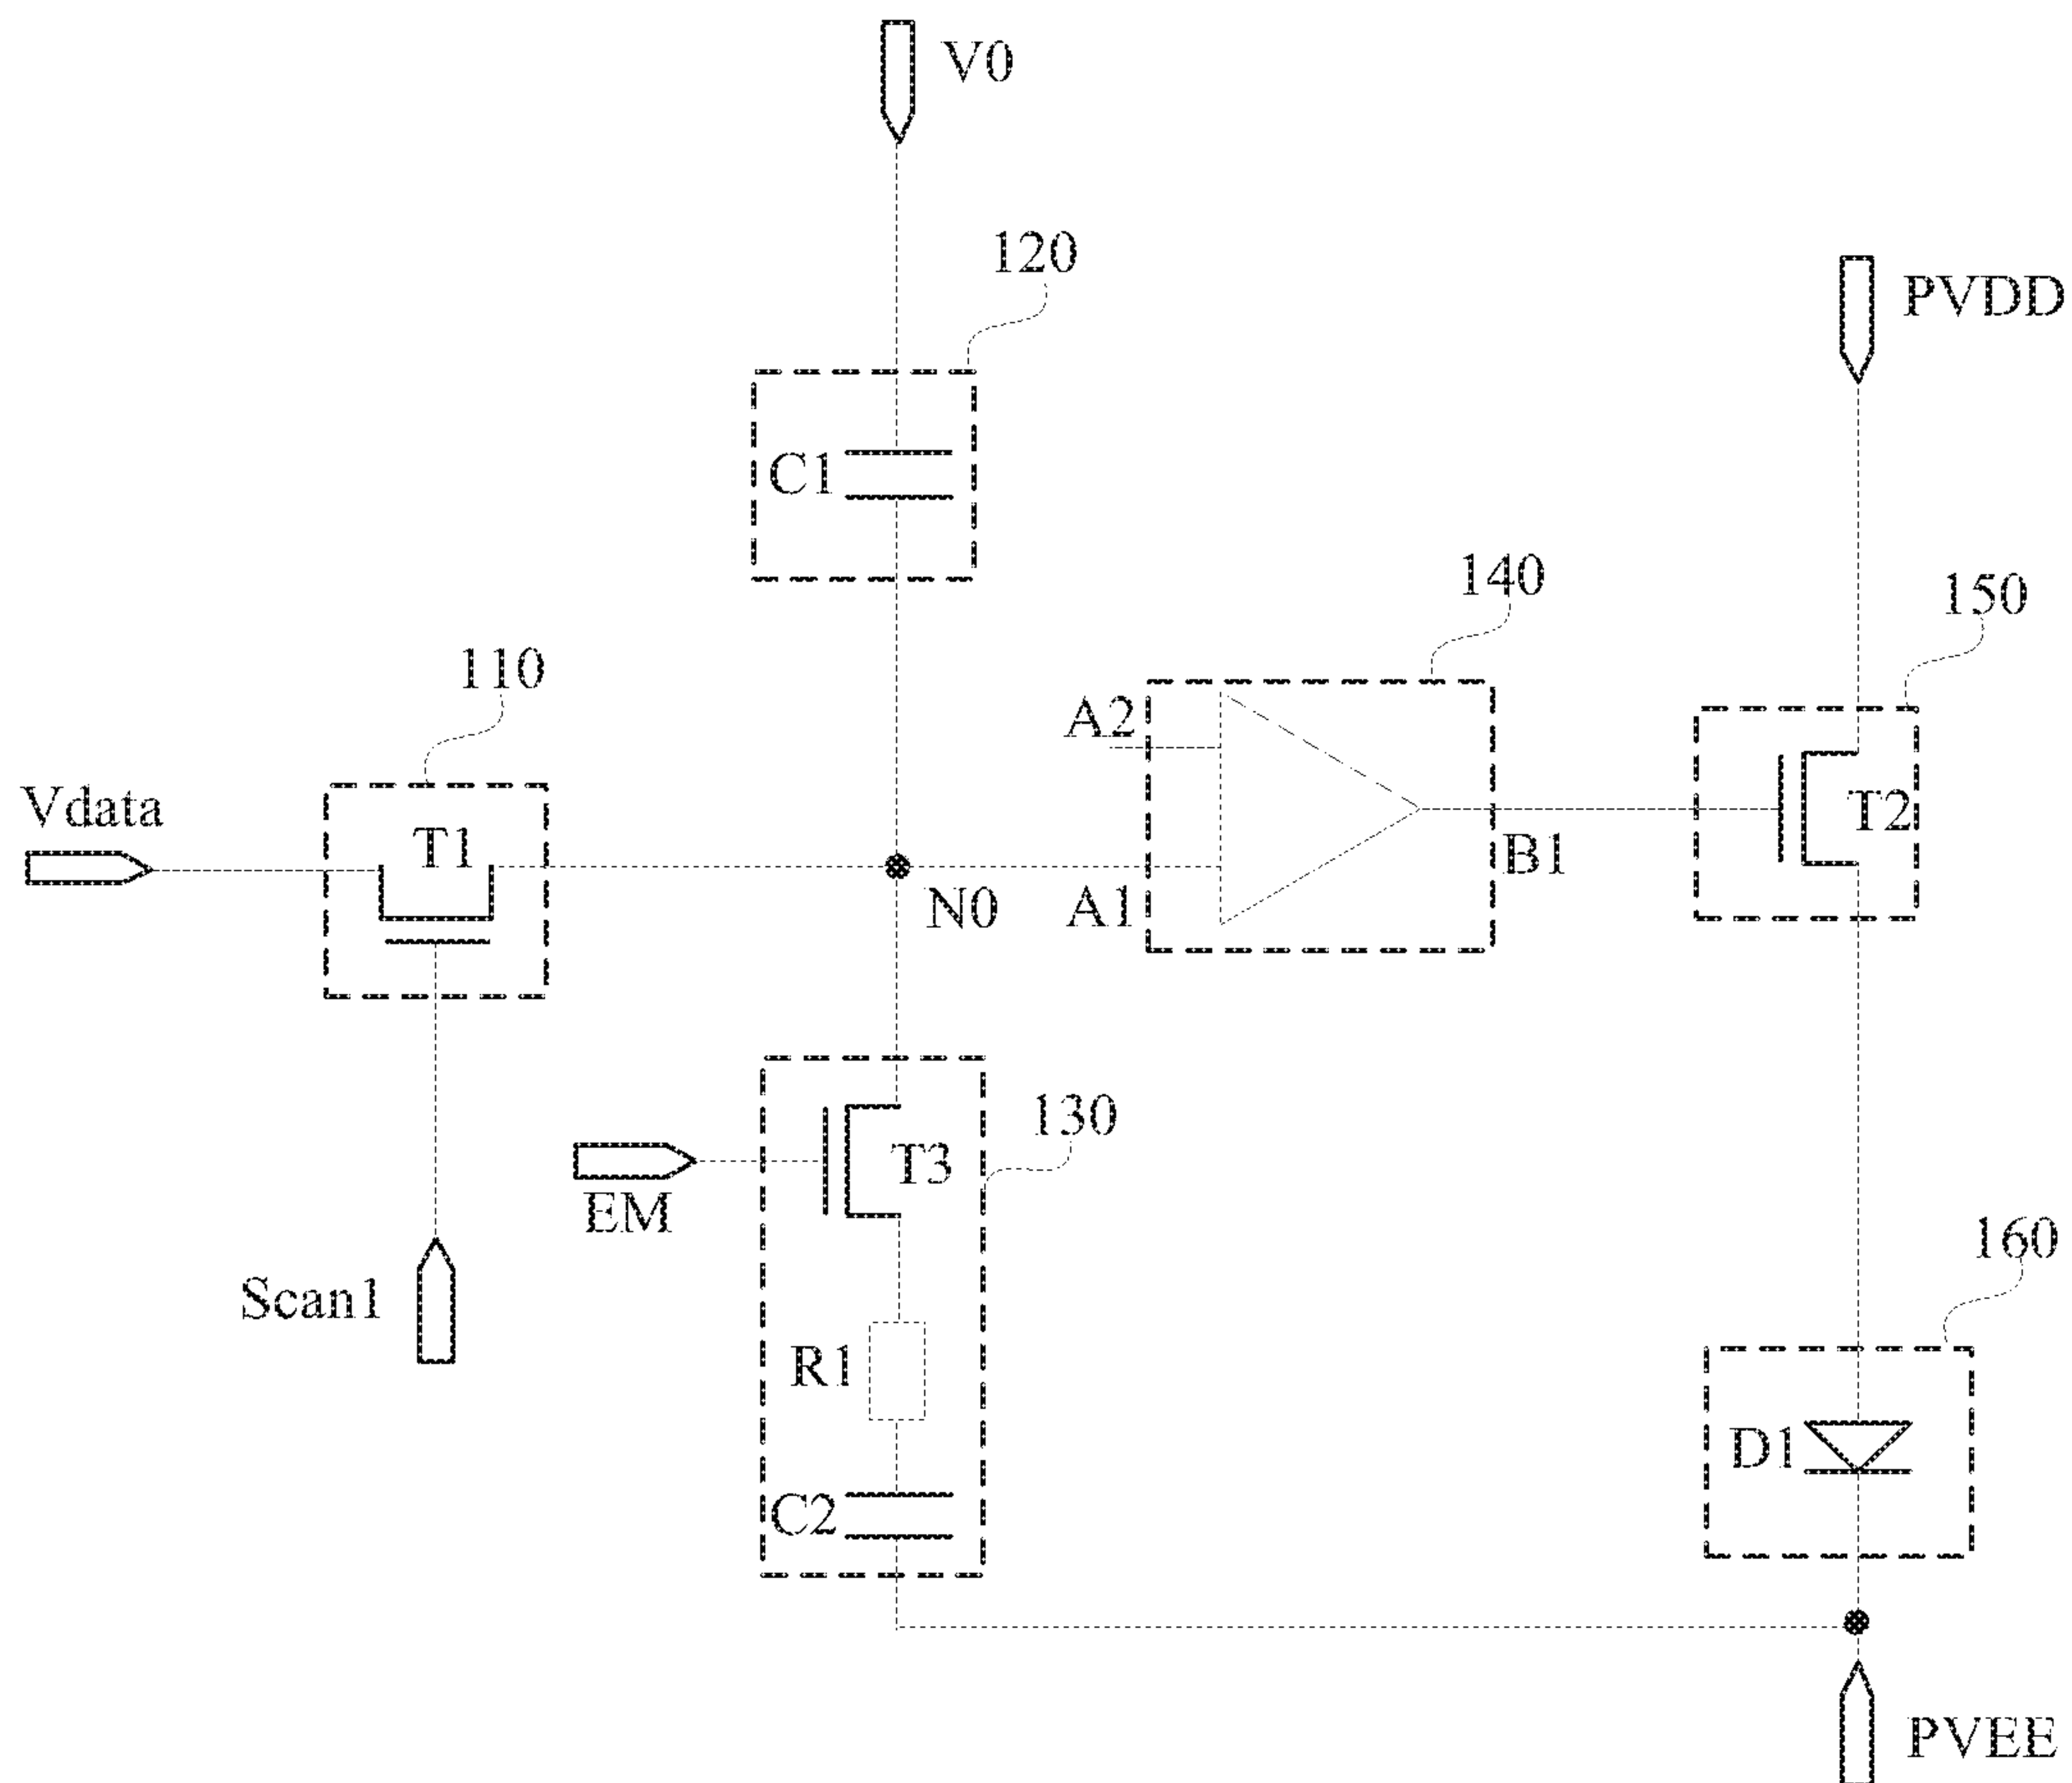 V0
120
PVDD
C1
140
150
110
A2
Vdata
T1
T2
B1
N0
A1
130
T3
EM
160
Scan1
R1
D1
C2
PVEE